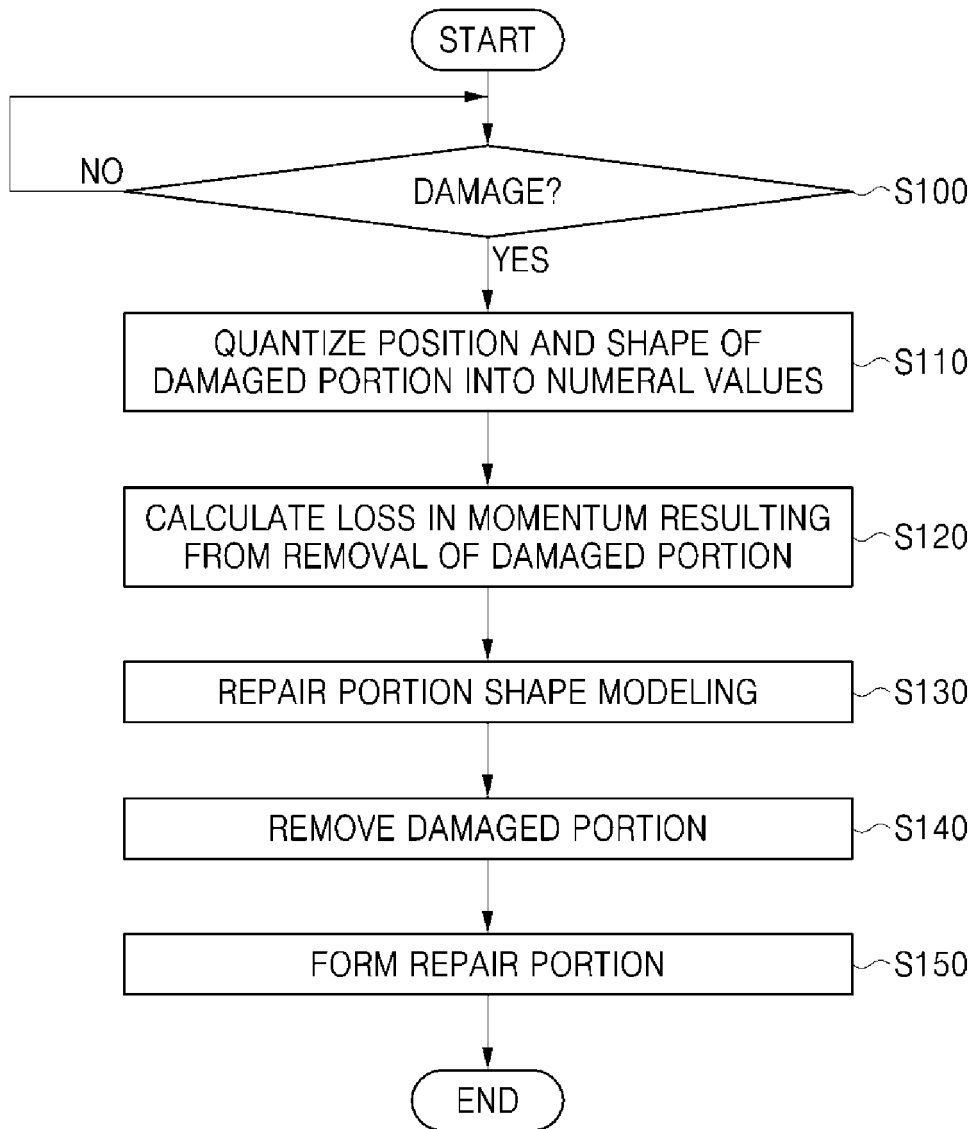 START
NO
DAMAGE?
S100
YES
QUANTIZE POSITION AND SHAPE OF
DAMAGED PORTION INTO NUMERAL VALUES
S110
CALCULATE LOSS IN MOMENTUM RESULTING
FROM REMOVAL OF DAMAGED PORTION
S120
REPAIR PORTION SHAPE MODELING
S130
REMOVE DAMAGED PORTION
S140
FORM REPAIR PORTION
S150
END